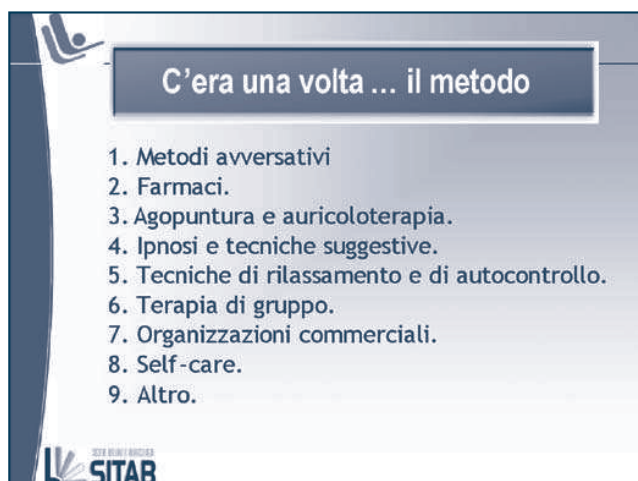 C'era una volta ... il metodo
1. Metodi avversativi
2. Farmaci.
3. Agopuntura e auricoloterapia.
4. Ipnosi e tecniche suggestive.
5. Tecniche di rilassamento e di autocontrollo.
6. Terapia di gruppo.
7. Organizzazioni commerciali.
8. Self-care.
9. Altro.
SITAB